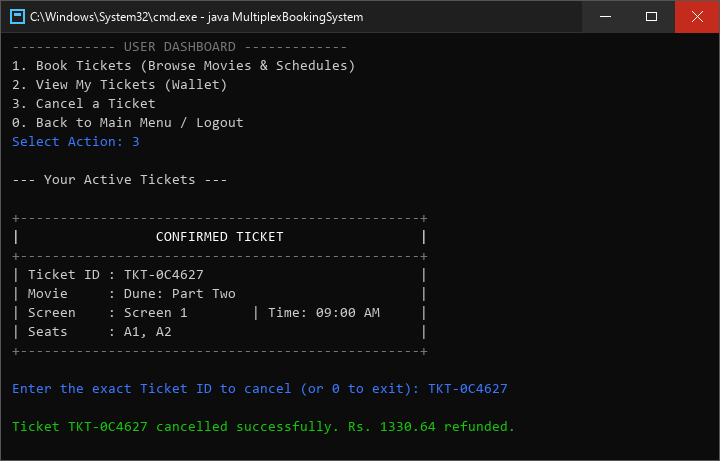 C:\Windows\System32\cmd.exe - java MultiplexBookingSystem
------------- USER DASHBOARD -------------
1. Book Tickets (Browse Movies & Schedules)
2. View My Tickets (Wallet)
3. Cancel a Ticket
0. Back to Main Menu / Logout
Select Action: 3
--- Your Active Tickets ---
+--------------------------------------------------+
|                 CONFIRMED TICKET                 |
+--------------------------------------------------+
| Ticket ID : TKT-0C4627                           |
| Movie     : Dune: Part Two                       |
| Screen    : Screen 1        | Time: 09:00 AM     |
| Seats     : A1, A2                               |
+--------------------------------------------------+
Enter the exact Ticket ID to cancel (or 0 to exit): TKT-0C4627
Ticket TKT-0C4627 cancelled successfully. Rs. 1330.64 refunded.